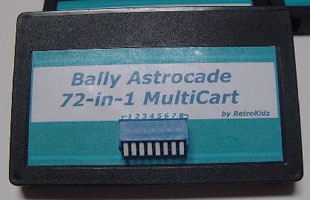 Bally Astrocade
72-in-1 MultiCart
by RetroKidz
12345678